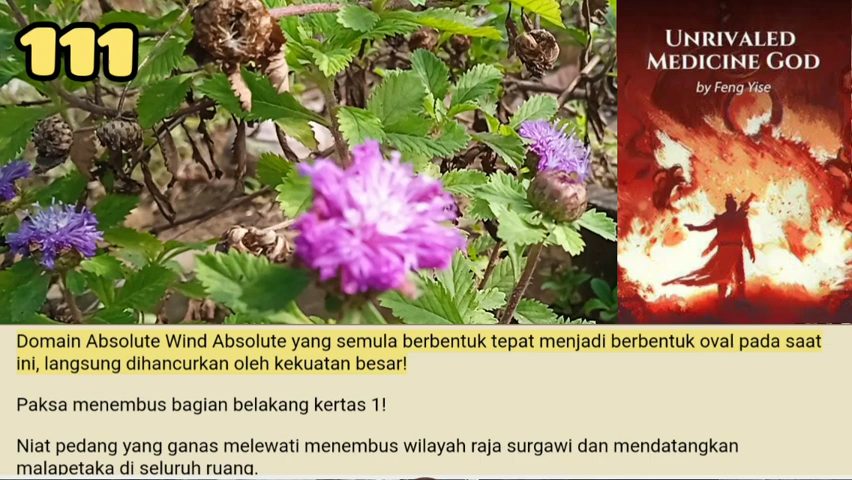 111
UNRIVALED
MEDICINE GOD
by Feng Yise
Domain Absolute Wind Absolute yang semula berbentuk tepat menjadi berbentuk oval pada saat
ini, langsung dihancurkan oleh kekuatan besar!
Paksa menembus bagian belakang kertas 1!
Niat pedang yang ganas melewati menembus wilayah raja surgawi dan mendatangkan
malapetaka di seluruh ruang.